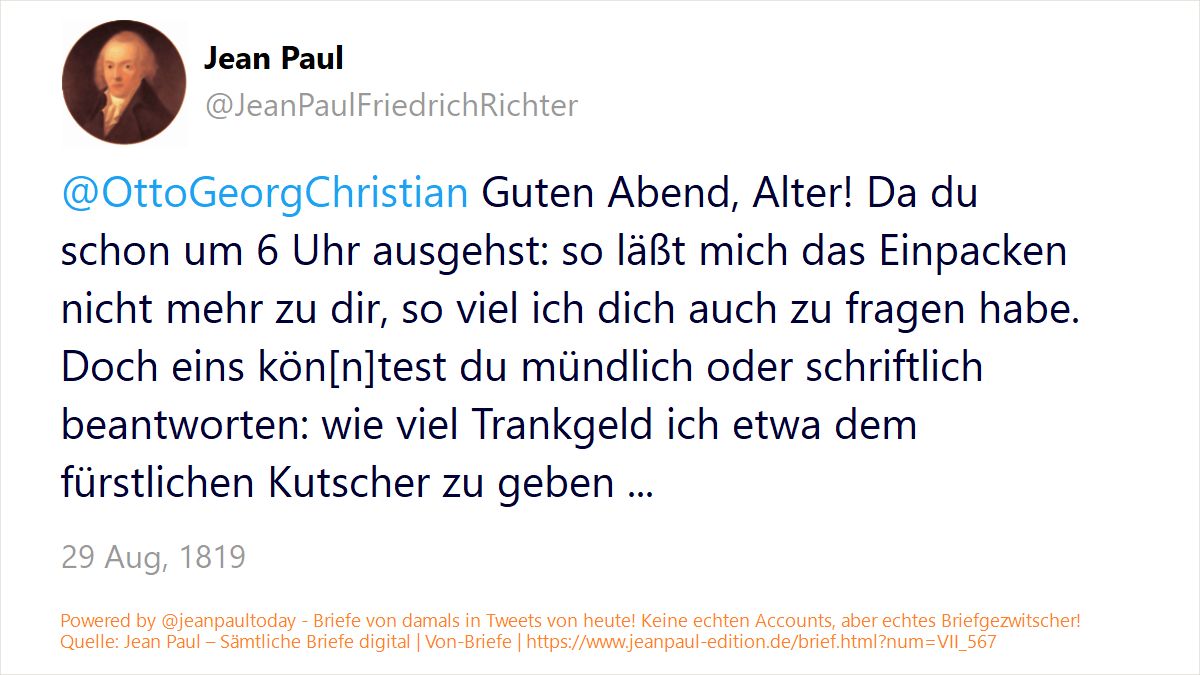 Jean Paul
@JeanPaulFriedrichRichter
@OttoGeorgChristian Guten Abend, Alter! Da du
schon um 6 Uhr ausgehst: so läßt mich das Einpacken
nicht mehr zu dir, so viel ich dich auch zu fragen habe.
Doch eins kön[n]test du mündlich oder schriftlich
beantworten: wie viel Trankgeld ich etwa dem
fürstlichen Kutscher zu geben ...
29 Aug, 1819
Powered by @jeanpaultoday - Briefe von damals in Tweets von heute! Keine echten Accounts, aber echtes Briefgezwitscher!
Quelle: Jean Paul – Sämtliche Briefe digital | Von-Briefe | https://www.jeanpaul-edition.de/brief.html?num=VII_567